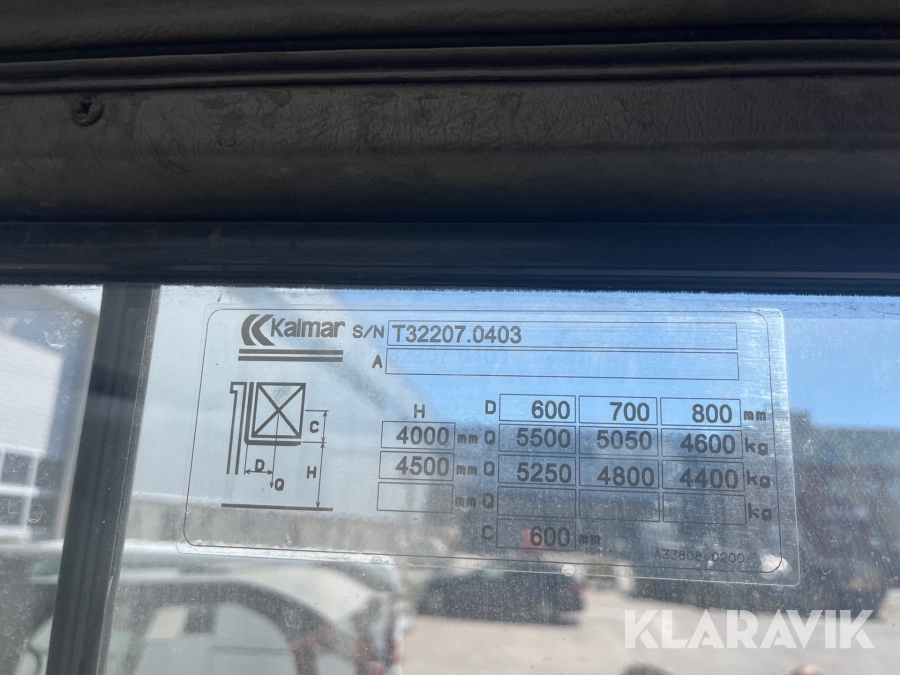 Kalmar S/N T32207.0403
A
H D 600 700 800 mm
4000 mm Q 5500 5050 4600 kg
4500 mm Q 5250 4800 4400 kg
mm Q kg
C 600 mm
C
D
H
Q
KLARAVIK